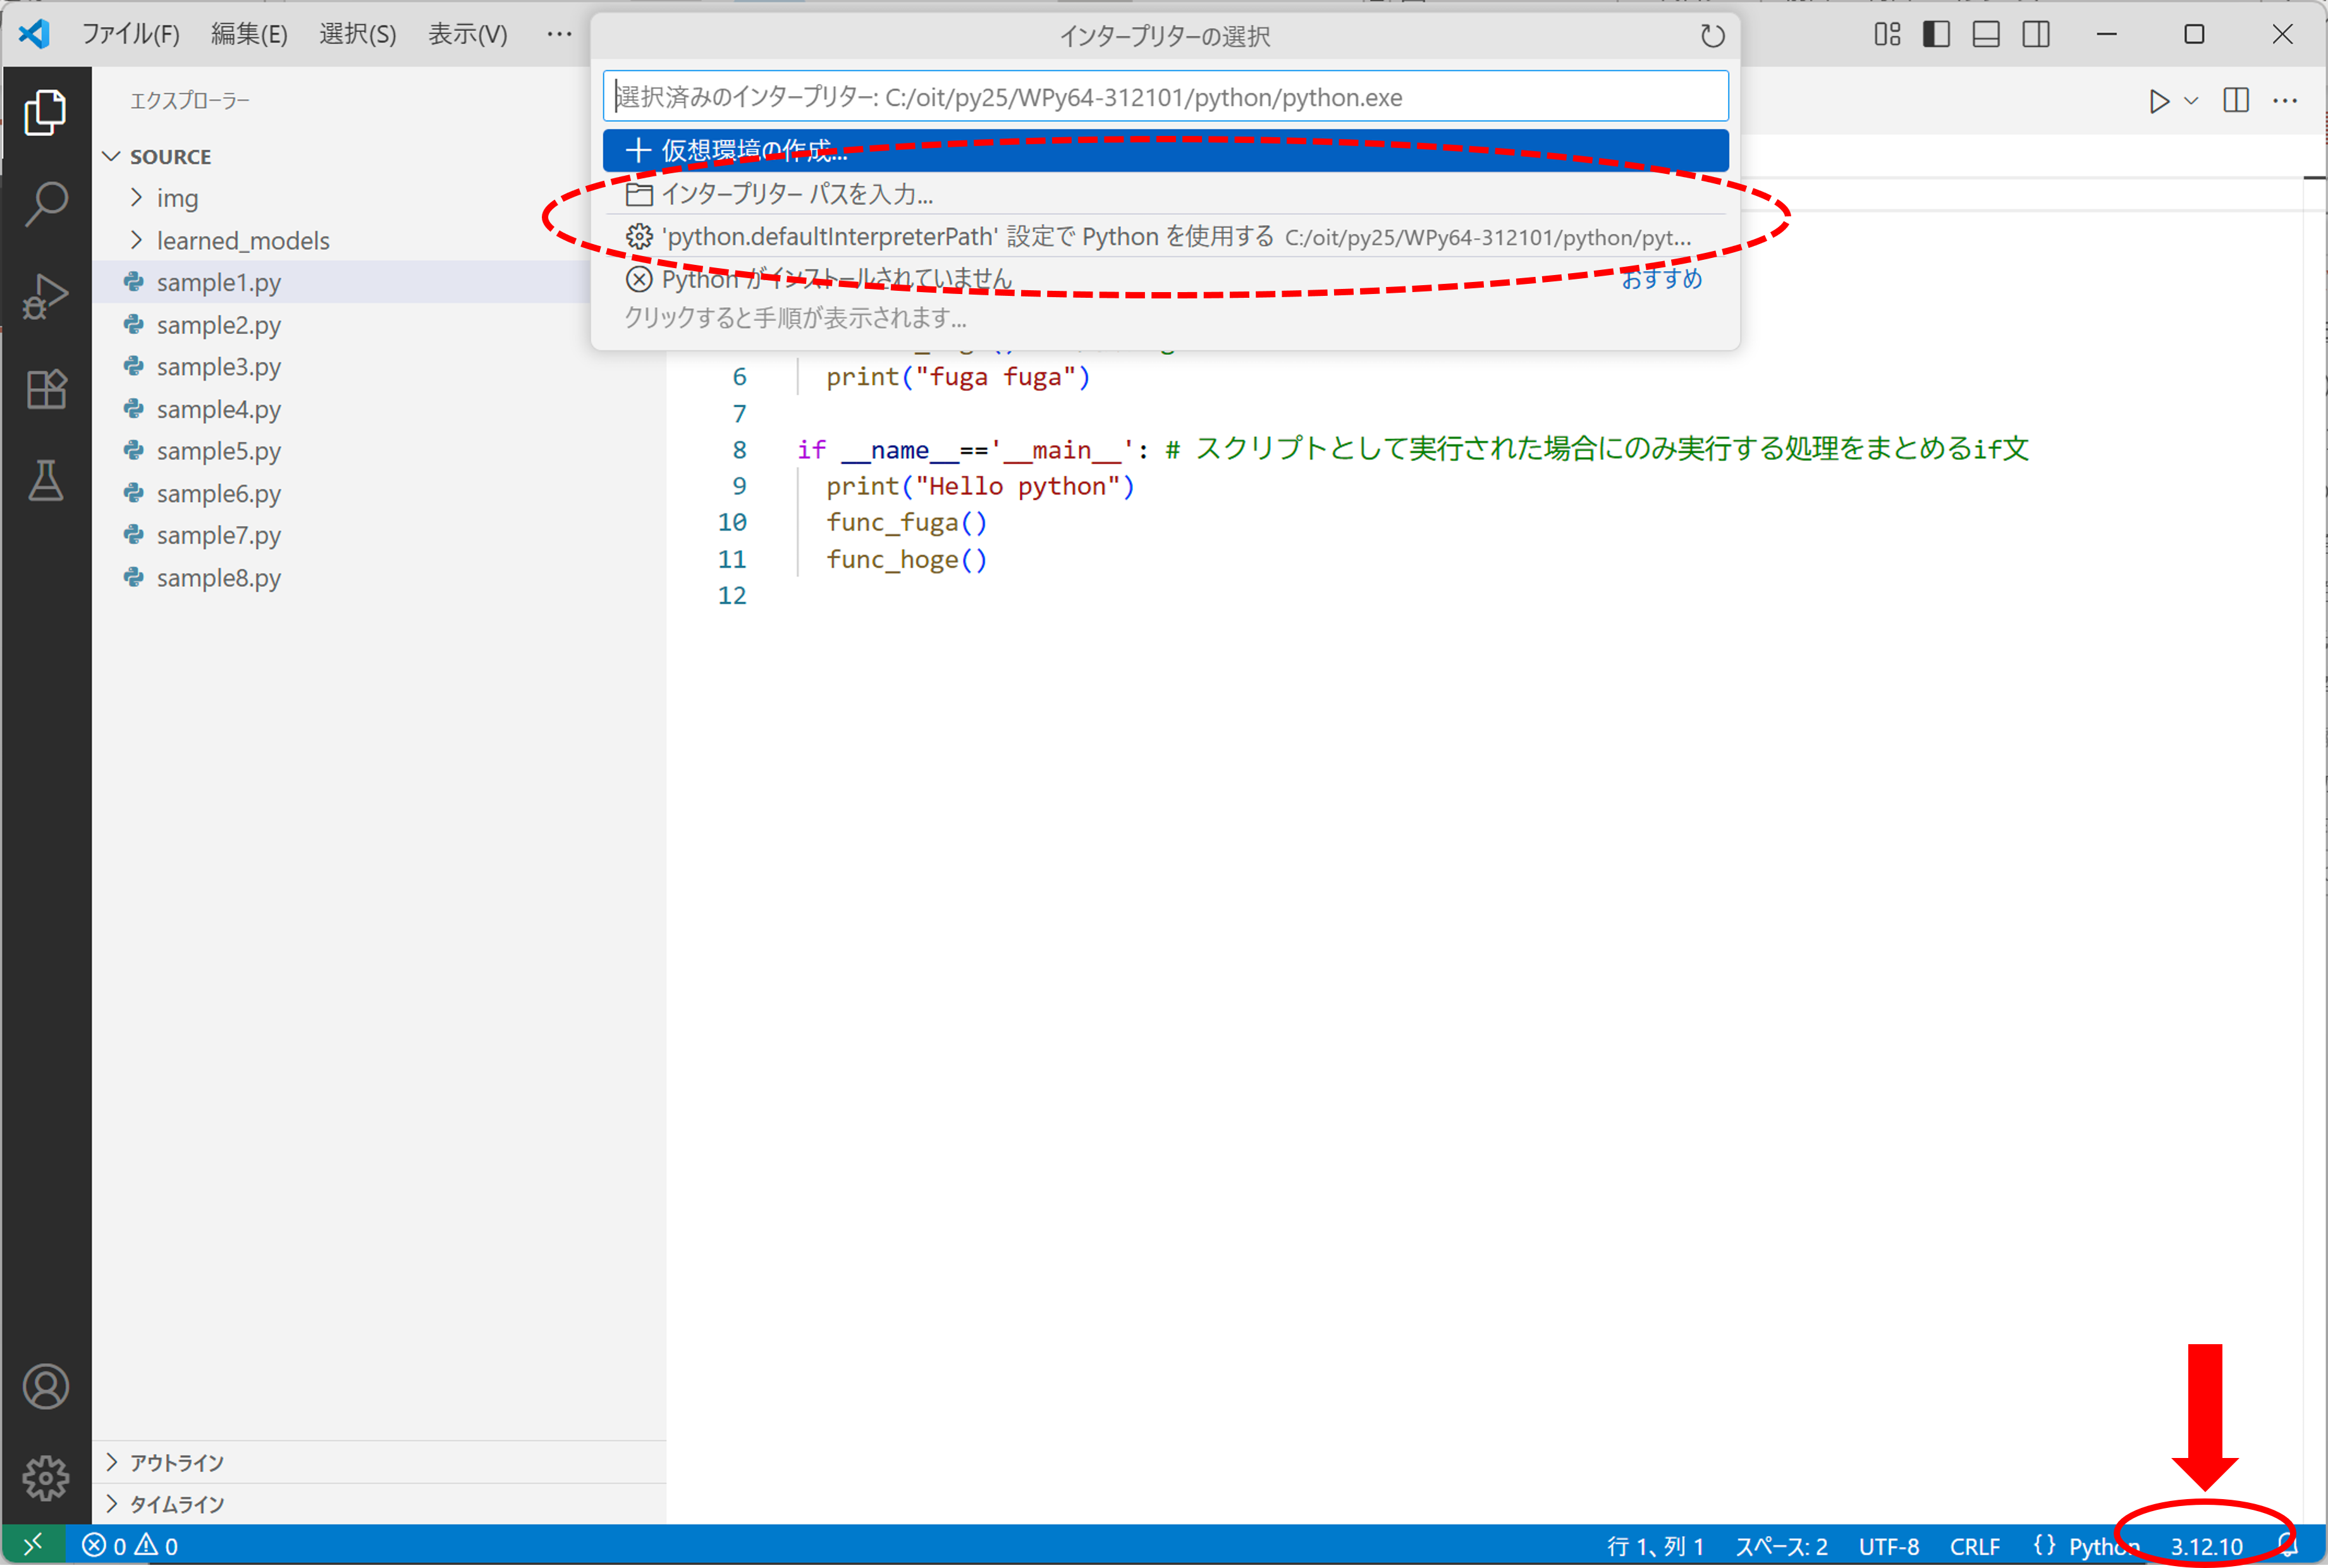 ファイル(F) 編集(E) 選択(S) 表示(V) ···
インタープリターの選択
選択済みのインタープリター: C:/oit/py25/WPy64-312101/python/python.exe
仮想環境の作成...
インタープリター パスを入力...
'python.defaultInterpreterPath' 設定で Python を使用する C:/oit/py25/WPy64-312101/python/pyt...
Python がインストールされていません おすすめ
クリックすると手順が表示されます...
エクスプローラー
SOURCE
img
learned_models
sample1.py
sample2.py
sample3.py
sample4.py
sample5.py
sample6.py
sample7.py
sample8.py
アウトライン
タイムライン
6 print("fuga fuga")
7
8 if __name__=='__main__': # スクリプトとして実行された場合にのみ実行する処理をまとめるif文
9 print("Hello python")
10 func_fuga()
11 func_hoge()
12
0 0 行 1、列 1 スペース: 2 UTF-8 CRLF {} Python 3.12.10